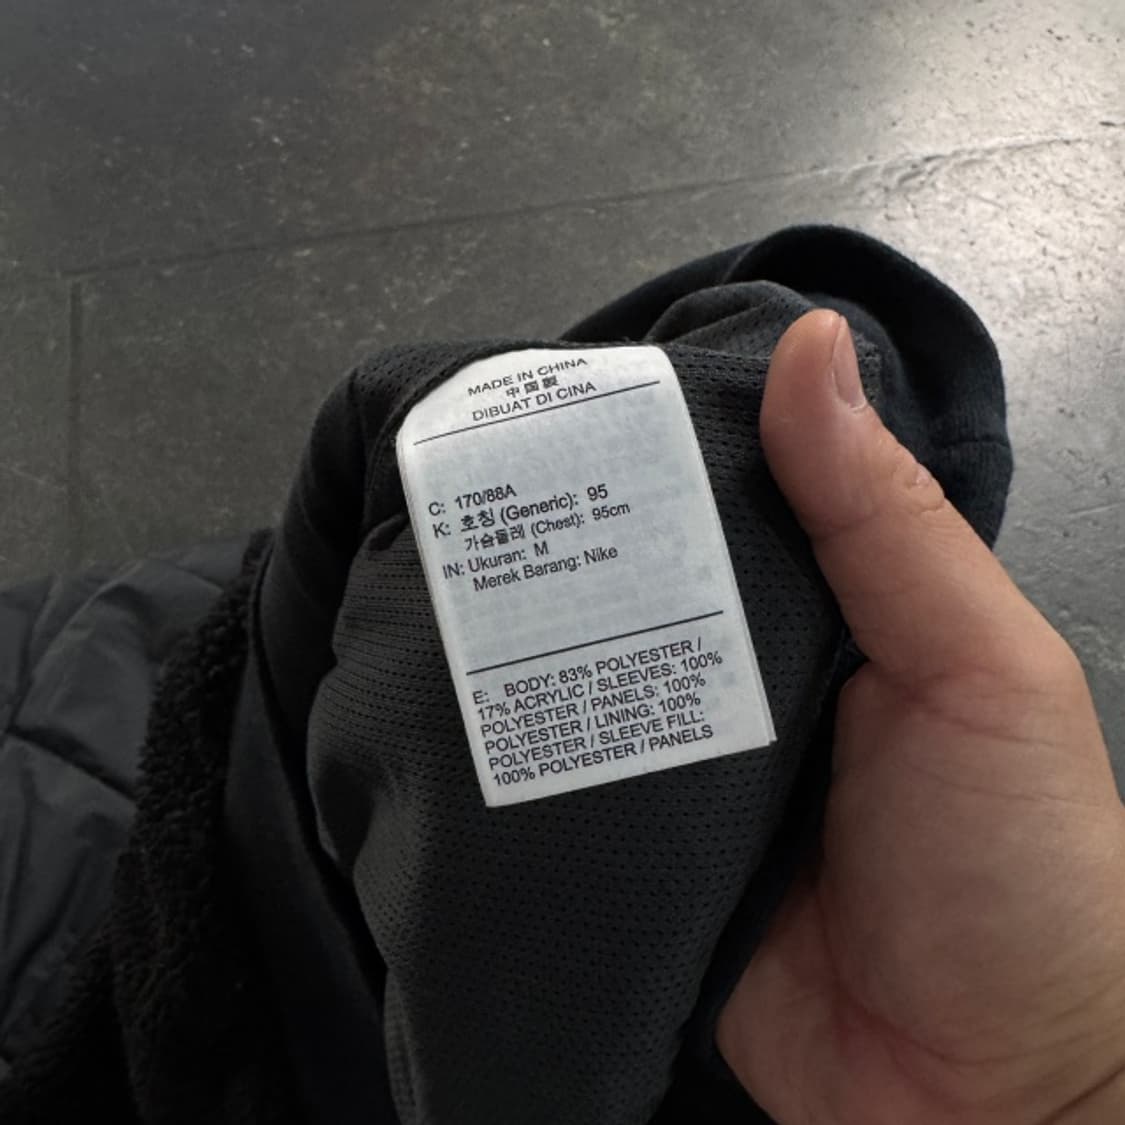 MADE IN CHINA
中国製
DIBUAT DI CINA
C: 170/88A
K: 호칭 (Generic): 95
가슴둘레 (Chest): 95cm
IN: Ukuran: M
Merek Barang: Nike
E: BODY: 83% POLYESTER /
17% ACRYLIC / SLEEVES: 100%
POLYESTER / PANELS: 100%
POLYESTER / LINING: 100%
POLYESTER / SLEEVE FILL:
100% POLYESTER / PANELS